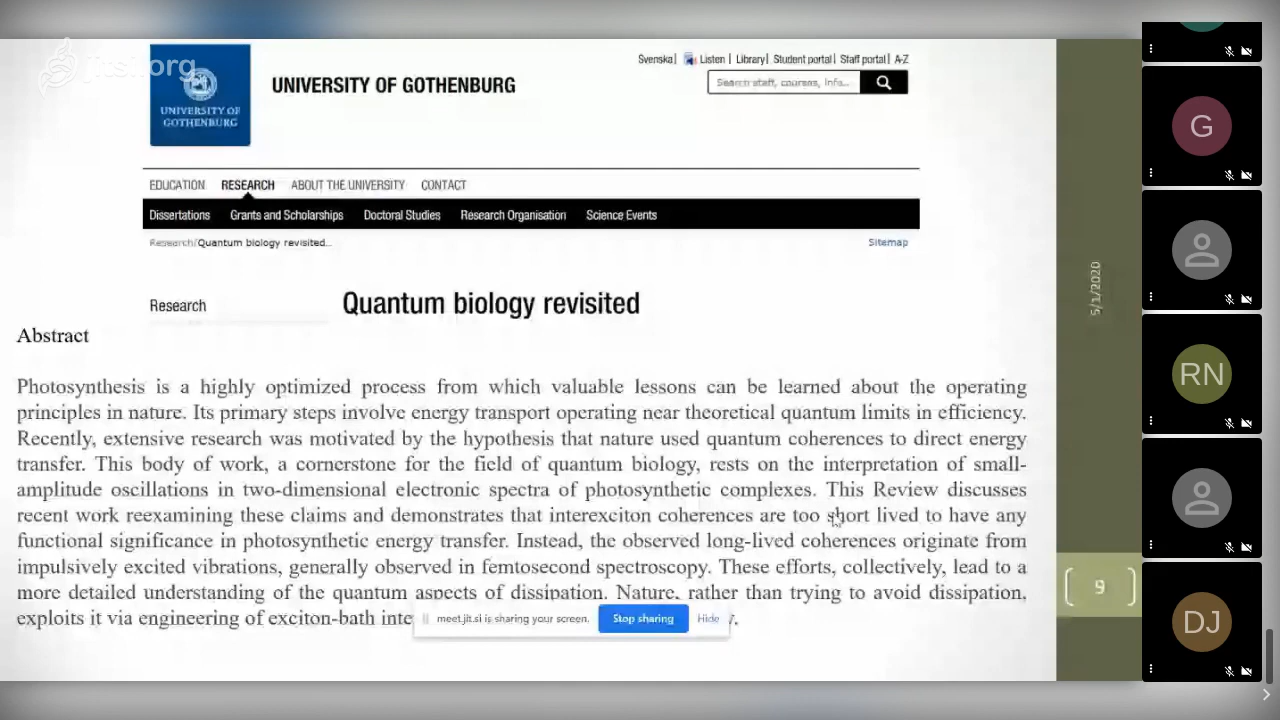 jitsi.org
UNIVERSITY OF GOTHENBURG
UNIVERSITY OF
GOTHENBURG
Svenska| Listen | Library| Student portal| Staff portal| A-Z
Search staff, courses, info...
EDUCATION RESEARCH ABOUT THE UNIVERSITY CONTACT
Dissertations Grants and Scholarships Doctoral Studies Research Organisation Science Events
Research/Quantum biology revisited...
Sitemap
Research
Quantum biology revisited
Abstract
Photosynthesis is a highly optimized process from which valuable lessons can be learned about the operating
principles in nature. Its primary steps involve energy transport operating near theoretical quantum limits in efficiency.
Recently, extensive research was motivated by the hypothesis that nature used quantum coherences to direct energy
transfer. This body of work, a cornerstone for the field of quantum biology, rests on the interpretation of small-
amplitude oscillations in two-dimensional electronic spectra of photosynthetic complexes. This Review discusses
recent work reexamining these claims and demonstrates that interexciton coherences are too short lived to have any
functional significance in photosynthetic energy transfer. Instead, the observed long-lived coherences originate from
impulsively excited vibrations, generally observed in femtosecond spectroscopy. These efforts, collectively, lead to a
more detailed understanding of the quantum aspects of dissipation. Nature, rather than trying to avoid dissipation,
exploits it via engineering of exciton-bath
meet.jit.si is sharing your screen. Stop sharing Hide
5/1/2020
9
G
RN
DJ